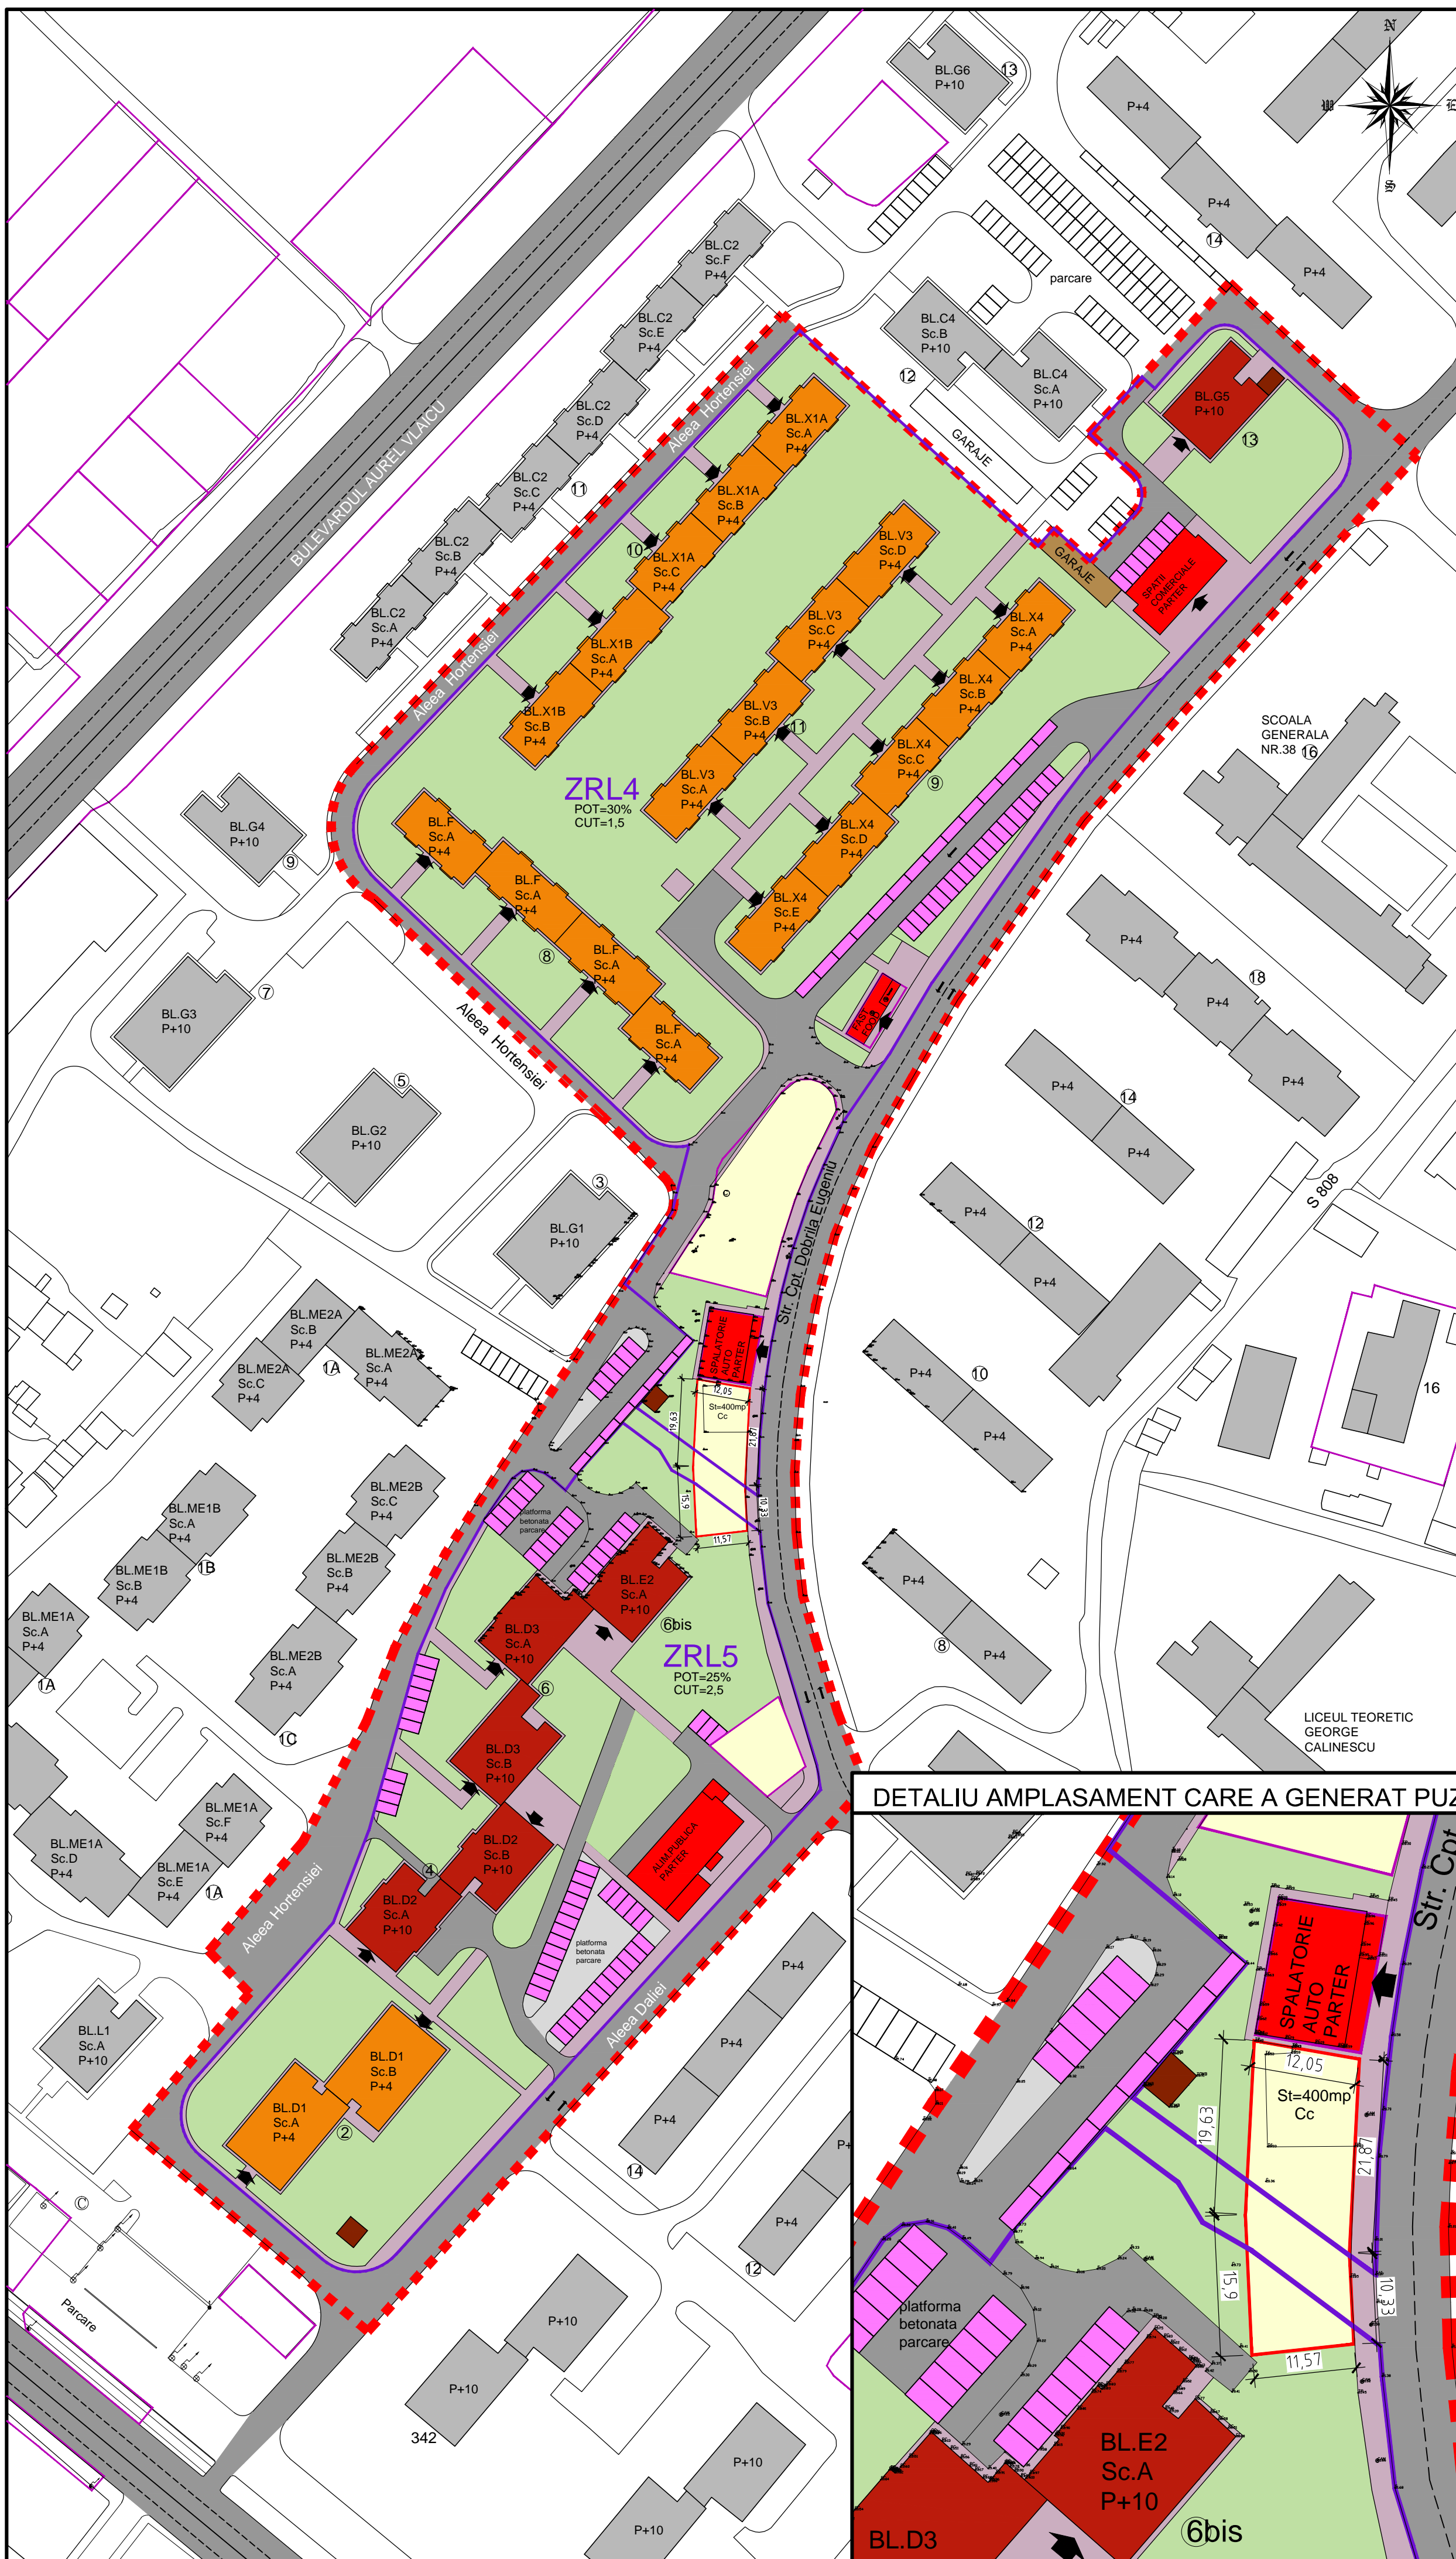 N
W
E
S
BL.G6
P+10
13
P+4
P+4
14
P+4
parcare
BL.C2
Sc.F
P+4
BL.C2
Sc.E
P+4
BL.C2
Sc.D
P+4
BL.C2
Sc.C
P+4
11
BL.C2
Sc.B
P+4
BL.C2
Sc.A
P+4
BULEVARDUL AUREL VLAICU
Aleea Hortensiei
Aleea Hortensiei
BL.C4
Sc.B
P+10
12
BL.C4
Sc.A
P+10
GARAJE
BL.G5
P+10
13
GARAJE
SPATII
COMERCIALE
PARTER
BL.X1A
Sc.A
P+4
BL.X1A
Sc.B
P+4
10
BL.X1A
Sc.C
P+4
BL.X1B
Sc.A
P+4
BL.X1B
Sc.B
P+4
BL.V3
Sc.D
P+4
BL.V3
Sc.C
P+4
BL.V3
Sc.B
P+4
11
BL.V3
Sc.A
P+4
BL.X4
Sc.A
P+4
BL.X4
Sc.B
P+4
BL.X4
Sc.C
P+4
9
BL.X4
Sc.D
P+4
BL.X4
Sc.E
P+4
ZRL4
POT=30%
CUT=1,5
SCOALA
GENERALA
NR.38
16
BL.G4
P+10
9
BL.F
Sc.A
P+4
BL.F
Sc.A
P+4
8
BL.F
Sc.A
P+4
BL.F
Sc.A
P+4
BL.G3
P+10
7
Aleea Hortensiei
FAST
FOOD
P+4
18
P+4
P+4
BL.G2
P+10
5
P+4
14
P+4
BL.G1
P+10
3
Str. Cpt. Dobrila Eugeniu
P+4
12
P+4
S 808
BL.ME2A
Sc.B
P+4
BL.ME2A
Sc.A
P+4
1A
BL.ME2A
Sc.C
P+4
SPALATORIE
AUTO
PARTER
12,05
St=400mp
Cc
19,63
21,87
15,9
10,33
11,57
P+4
10
P+4
16
BL.ME1B
Sc.A
P+4
BL.ME1B
Sc.B
P+4
1B
BL.ME2B
Sc.C
P+4
BL.ME2B
Sc.B
P+4
BL.ME2B
Sc.A
P+4
1C
platforma
betonata
parcare
BL.E2
Sc.A
P+10
6bis
BL.D3
Sc.A
P+10
6
ZRL5
POT=25%
CUT=2,5
P+4
8
P+4
BL.ME1A
Sc.A
P+4
1A
BL.D3
Sc.B
P+10
LICEUL TEORETIC
GEORGE
CALINESCU
BL.ME1A
Sc.F
P+4
BL.ME1A
Sc.D
P+4
BL.ME1A
Sc.E
P+4
1A
BL.D2
Sc.B
P+10
4
BL.D2
Sc.A
P+10
ALIM.PUBLICA
PARTER
Aleea Hortensiei
platforma
betonata
parcare
Aleea Daliei
BL.L1
Sc.A
P+10
BL.D1
Sc.B
P+4
BL.D1
Sc.A
P+4
2
P+4
P+4
P+4
14
P+4
12
C
Parcare
P+10
P+10
342
P+10
P+10
DETALIU AMPLASAMENT CARE A GENERAT PUZ
Str. Cpt
SPALATORIE
AUTO
PARTER
12,05
St=400mp
Cc
19,63
21,87
15,9
10,33
11,57
platforma
betonata
parcare
BL.E2
Sc.A
P+10
BL.D3
6bis